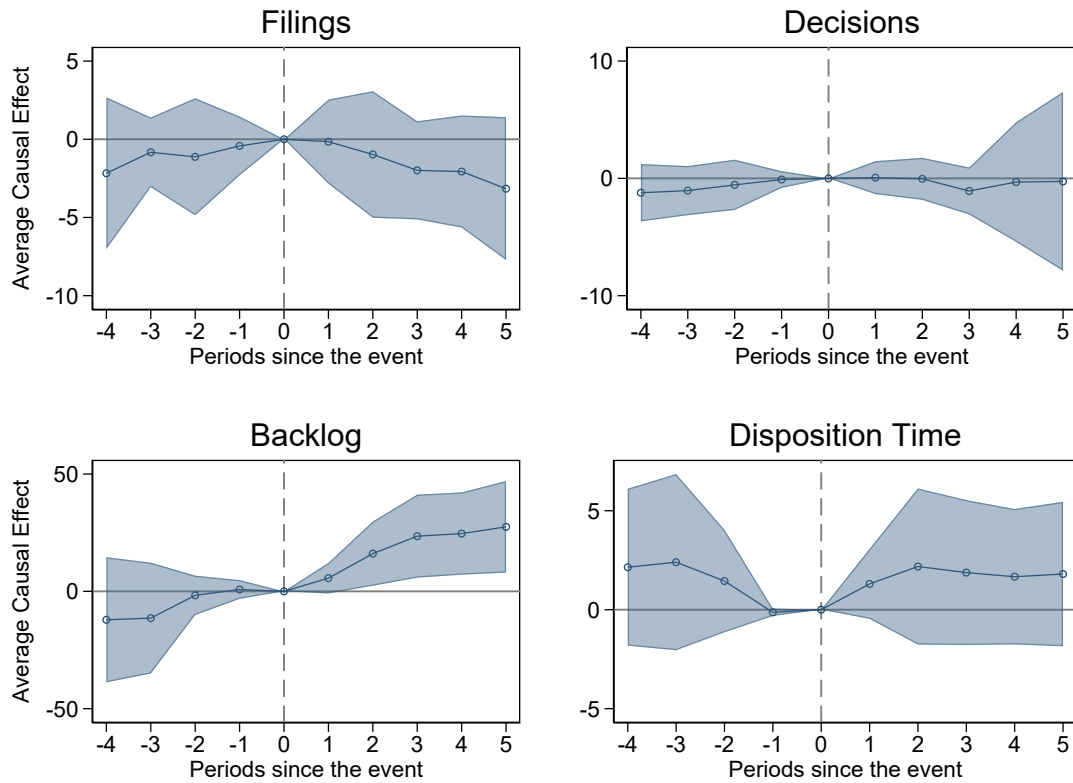 Filings
Average Causal Effect
5
0
-5
-10
-4 -3 -2 -1 0 1 2 3 4 5
Periods since the event
Decisions
10
0
-10
-4 -3 -2 -1 0 1 2 3 4 5
Periods since the event
Backlog
Average Causal Effect
50
0
-50
-4 -3 -2 -1 0 1 2 3 4 5
Periods since the event
Disposition Time
5
0
-5
-4 -3 -2 -1 0 1 2 3 4 5
Periods since the event